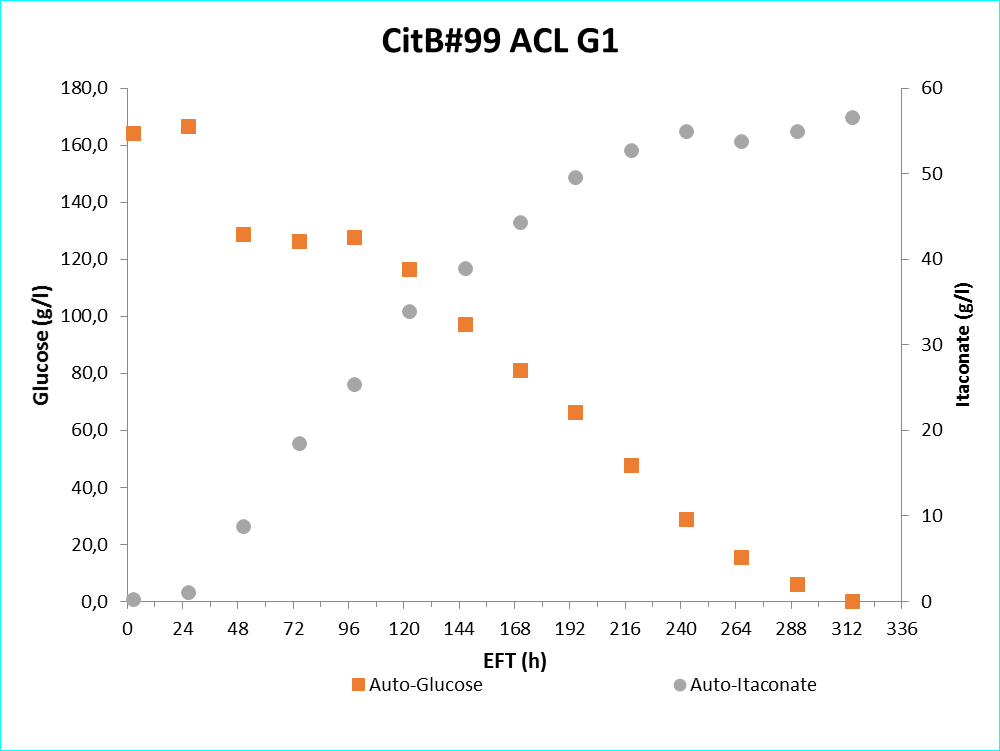 CitB#99 ACL G1
180,0
160,0
140,0
120,0
100,0
80,0
60,0
40,0
20,0
0,0
Glucose (g/l)
60
50
40
30
20
10
0
Itaconate (g/l)
0 24 48 72 96 120 144 168 192 216 240 264 288 312 336
EFT (h)
Auto-Glucose Auto-Itaconate